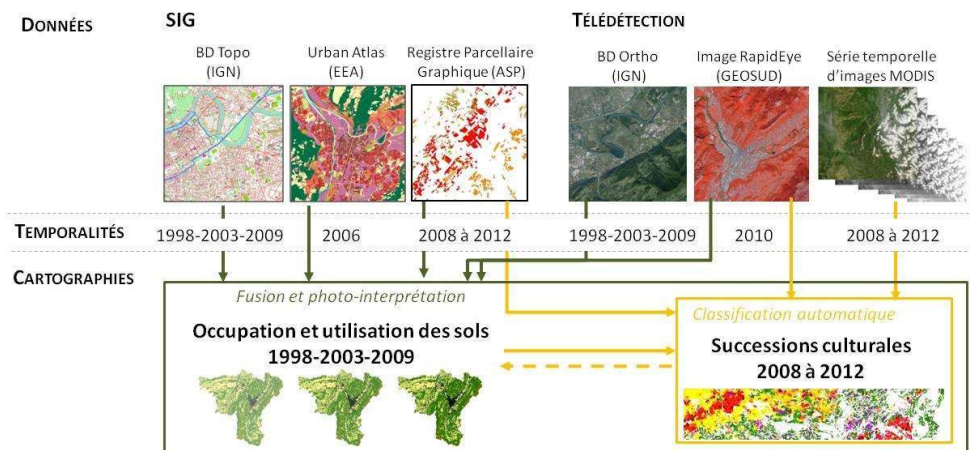 DONNÉES
SIG
TÉLÉDÉTECTION
BD Topo
(IGN)
Urban Atlas
(EEA)
Registre Parcellaire
Graphique (ASP)
BD Ortho
(IGN)
Image RapidEye
(GEOSUD)
Série temporelle
d'images MODIS
TEMPORALITÉS
1998-2003-2009
2006
2008 à 2012
1998-2003-2009
2010
2008 à 2012
CARTOGRAPHIES
Fusion et photo-interprétation
Occupation et utilisation des sols
1998-2003-2009
Classification automatique
Successions culturales
2008 à 2012